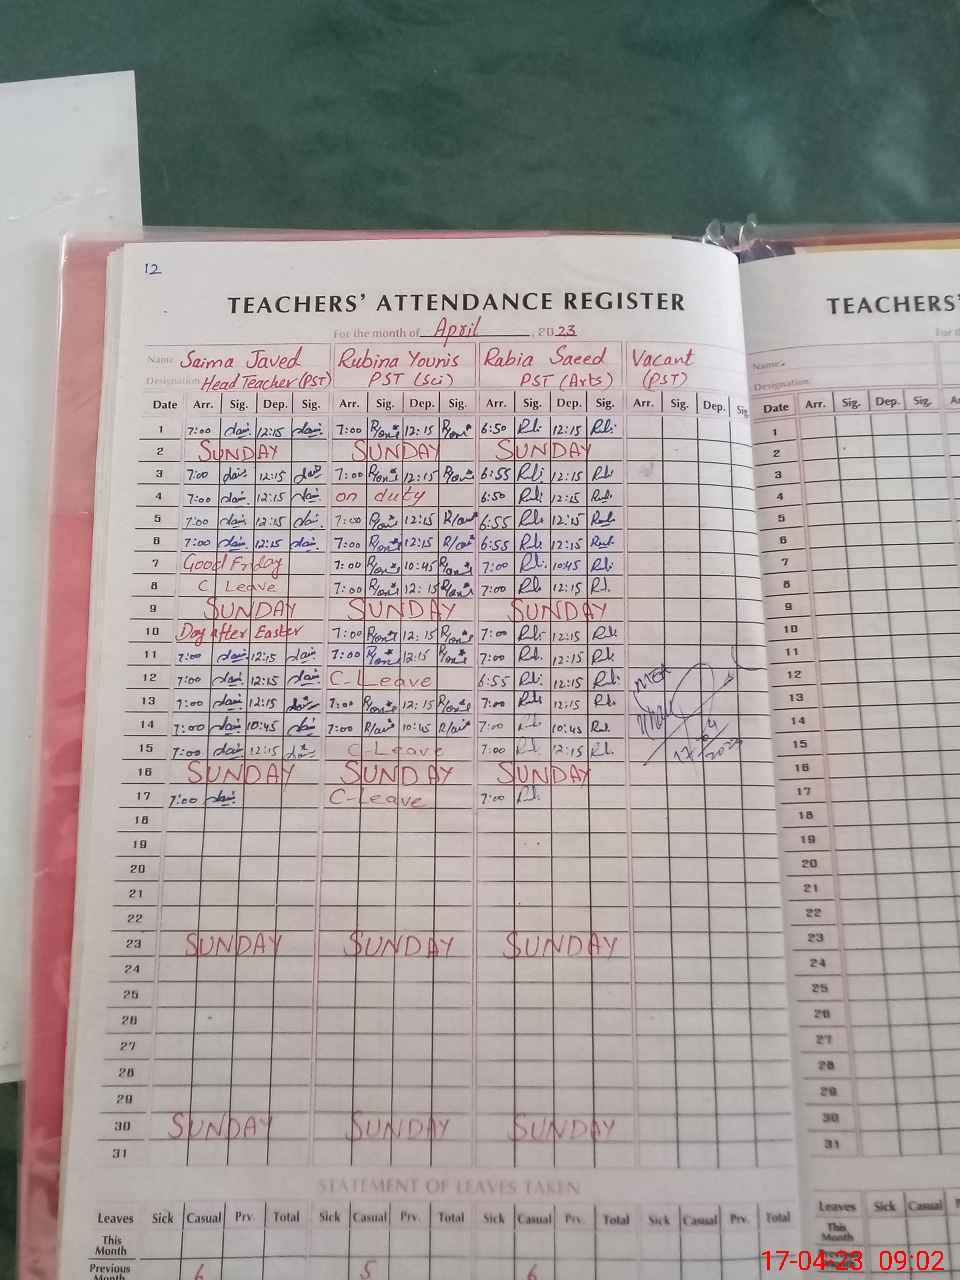 12
TEACHERS' ATTENDANCE REGISTER
For the month of April, 2023
Name Saima Javed Rubina Younis Rabia Saeed Vacant
Designation Head Teacher (PST) PST (Sci) PST (Arts) (PST)
Date Arr. Sig. Dep. Sig. Arr. Sig. Dep. Sig. Arr. Sig. Dep. Sig. Arr. Sig. Dep. Sig.
1 7:00 12:15 7:00 12:15 6:50 12:15
2 SUNDAY SUNDAY SUNDAY
3 7:00 12:15 7:00 12:15 6:55 12:15
4 7:00 12:15 on duty 6:50 12:15
5 7:00 12:15 7:00 12:15 6:55 12:15
6 7:00 12:15 7:00 12:15 6:55 12:15
7 Good Friday 7:00 10:45 7:00 10:45
8 C Leave 7:00 12:15 7:00 12:15
9 SUNDAY SUNDAY SUNDAY
10 Day after Easter 7:00 12:15 7:00 12:15
11 7:00 12:15 7:00 12:15 7:00 12:15
12 7:00 12:15 C-Leave 6:55 12:15
13 7:00 12:15 7:00 12:15 7:00 12:15
14 7:00 10:45 7:00 10:45 7:00 10:45
15 7:00 12:15 C-Leave 7:00 12:15
16 SUNDAY SUNDAY SUNDAY
17 7:00 C-Leave 7:00
18
19
20
21
22
23 SUNDAY SUNDAY SUNDAY
24
25
26
27
28
29
30 SUNDAY SUNDAY SUNDAY
31
STATEMENT OF LEAVES TAKEN
Leaves Sick Casual Prv. Total Sick Casual Prv. Total Sick Casual Prv. Total Sick Casual Prv. Total
This Month
Previous Month 6 5 6
TEACHERS'
Name
Designation
Date Arr. Sig. Dep. Sig.
1
2
3
4
5
6
7
8
9
10
11
12
13
14
15
16
17
18
19
20
21
22
23
24
25
26
27
28
29
30
31
Leaves Sick Casual
This Month
Previous
17-04-23 09:02